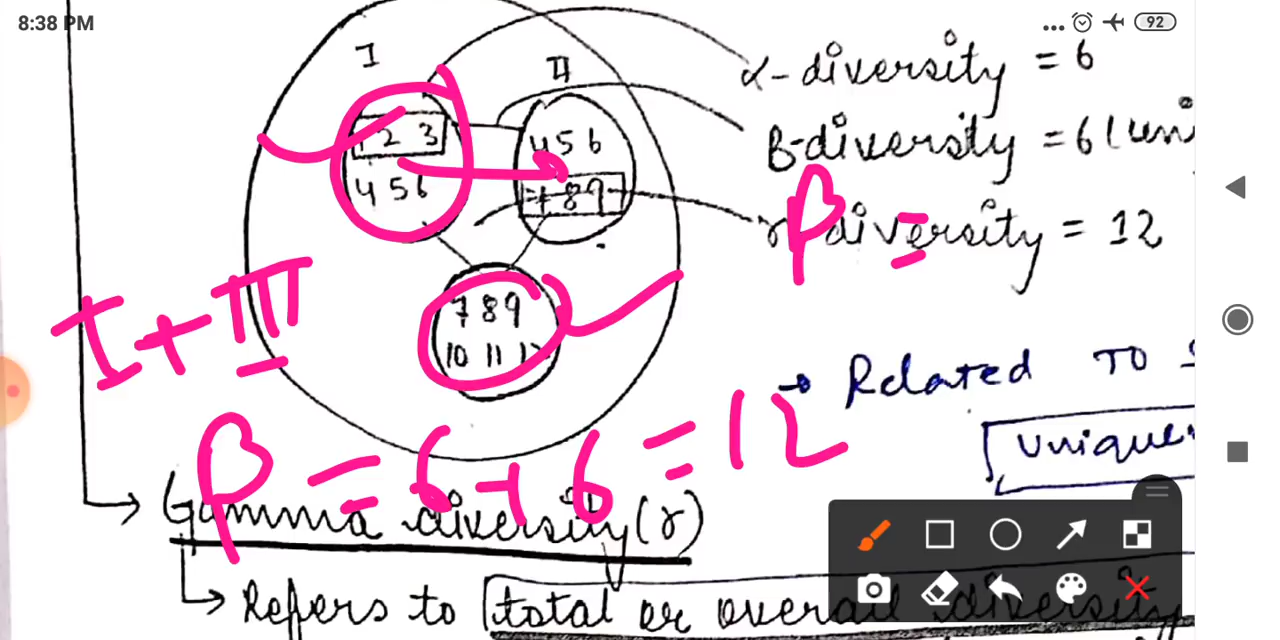 8:38 PM
... 92
I
II
α-diversity = 6
1 2 3
4 5 6
4 5 6
7 8 9
β-diversity = 6 (uni
β =
γ-diversity = 12
I + III
7 8 9
10 11 12
Related To
Unique
β = 6 + 6 = 12
Gamma diversity (γ)
Refers to total or overall diversity